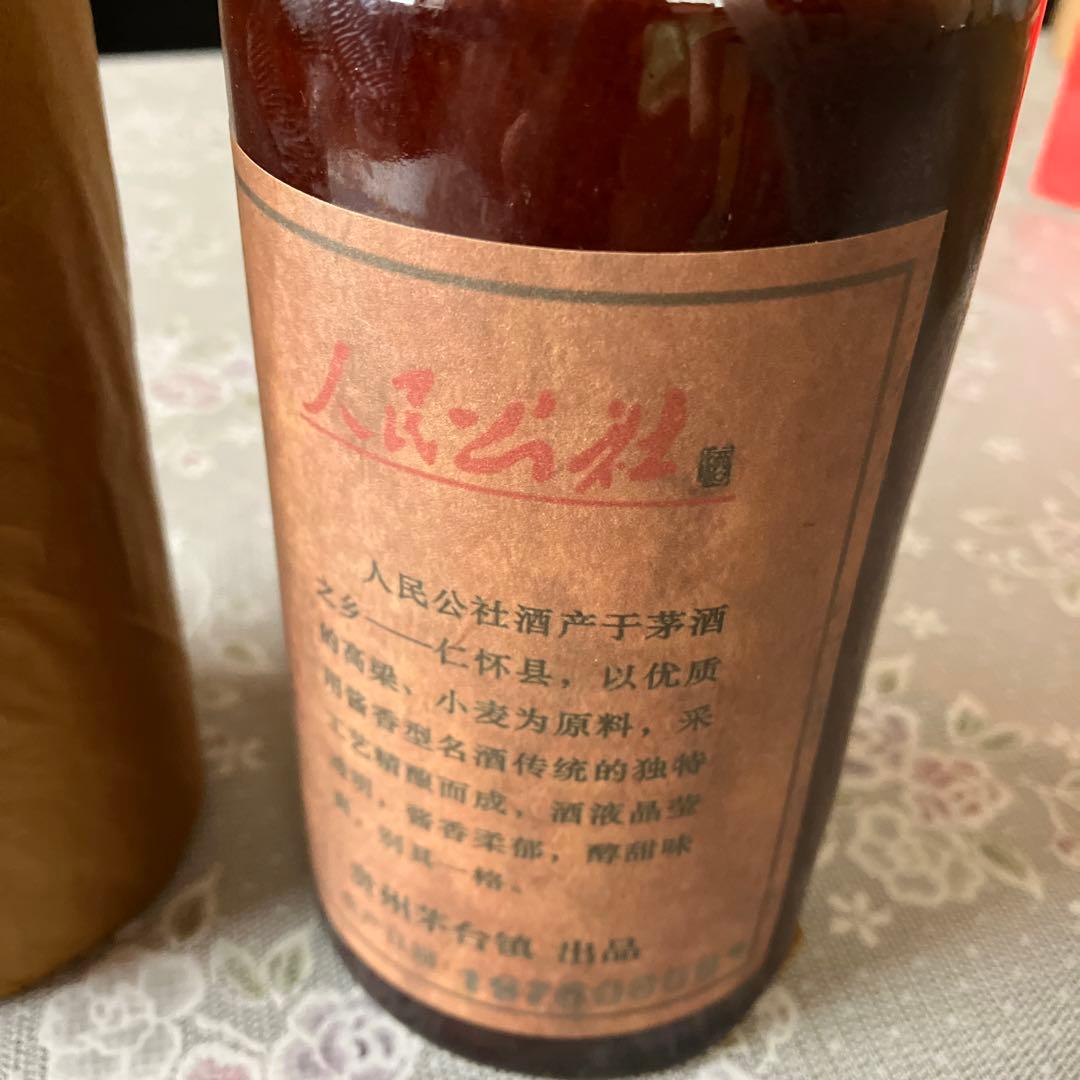 人民公社
人民公社酒产于茅酒
之乡——仁怀县，以优质
的高粱、小麦为原料，采
用酱香型名酒传统的独特
工艺精酿而成，酒液晶莹
透明，酱香柔郁，醇甜味
爽，别具一格。
贵州茅台镇 出品